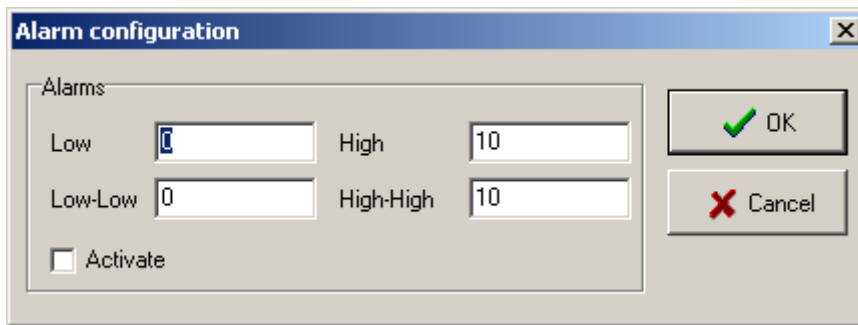 Alarm configuration
Alarms
Low 0 High 10
OK
Low-Low 0 High-High 10
Cancel
Activate